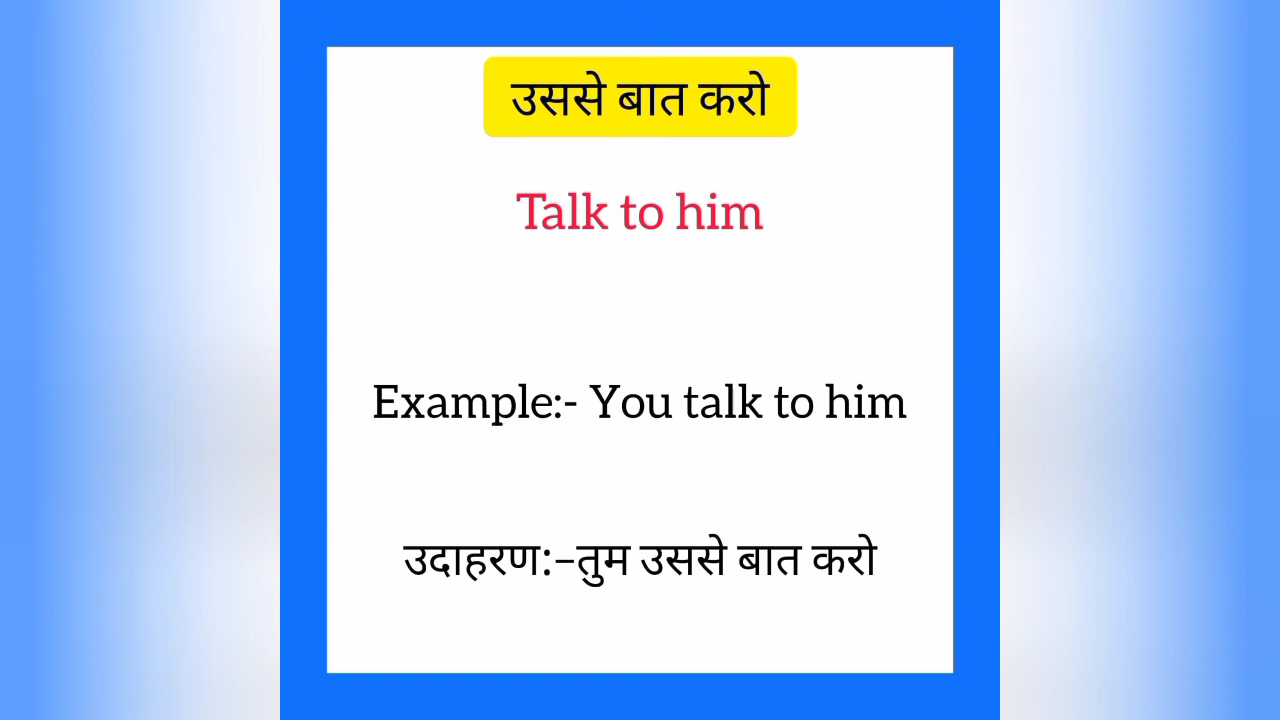 उससे बात करो
Talk to him
Example:- You talk to him
उदाहरण:–तुम उससे बात करो